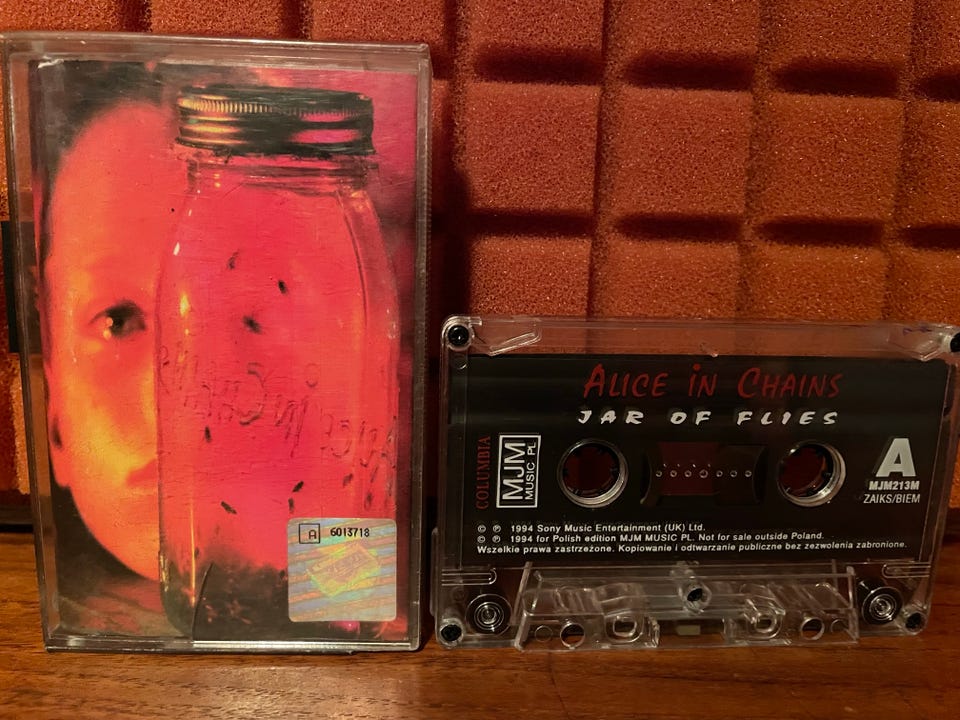 A 6013718
ALICE IN CHAINS
JAR OF FLIES
COLUMBIA
MJM
MUSIC PL
A
MJM213M
ZAIKS/BIEM
© ℗ 1994 Sony Music Entertainment (UK) Ltd.
© ℗ 1994 for Polish edition MJM MUSIC PL. Not for sale outside Poland.
Wszelkie prawa zastrzeżone. Kopiowanie i odtwarzanie publiczne bez zezwolenia zabronione.